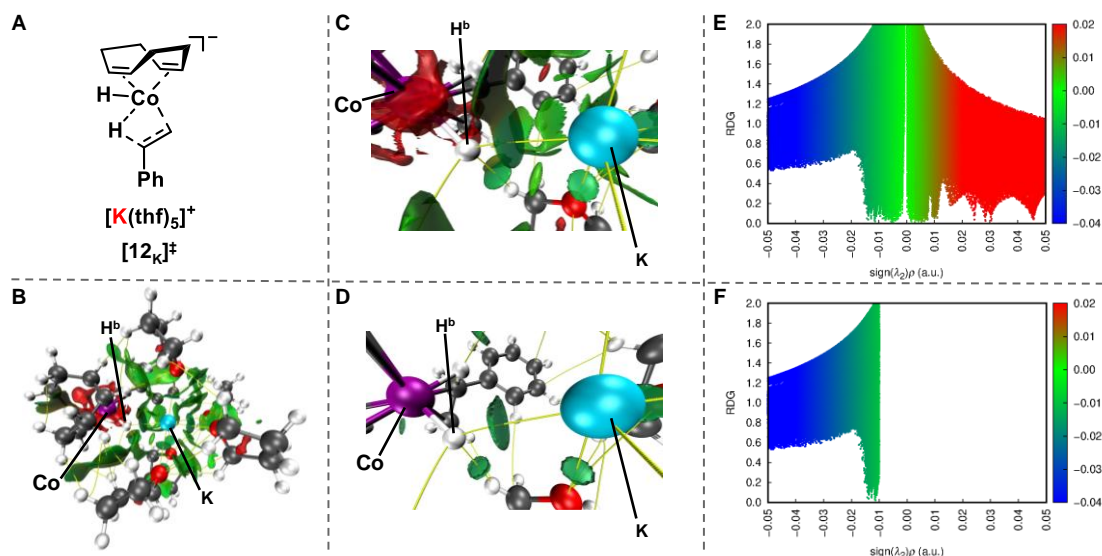 A
⎤–
H
Co
H
Ph
[K(thf)₅]⁺
[12K]‡
B
Hᵇ
Co
K
C
Hᵇ
Co
K
D
Hᵇ
Co
K
E
2.0
1.8
1.6
1.4
1.2
1.0
0.8
0.6
0.4
0.2
0.0
RDG
-0.05
-0.04
-0.03
-0.02
-0.01
0.00
0.01
0.02
0.03
0.04
0.05
sign(λ₂)ρ (a.u.)
0.02
0.01
0.00
−0.01
−0.02
−0.03
−0.04
F
2.0
1.8
1.6
1.4
1.2
1.0
0.8
0.6
0.4
0.2
0.0
RDG
-0.05
-0.04
-0.03
-0.02
-0.01
0.00
0.01
0.02
0.03
0.04
0.05
sign(λ₂)ρ (a.u.)
0.02
0.01
0.00
−0.01
−0.02
−0.03
−0.04